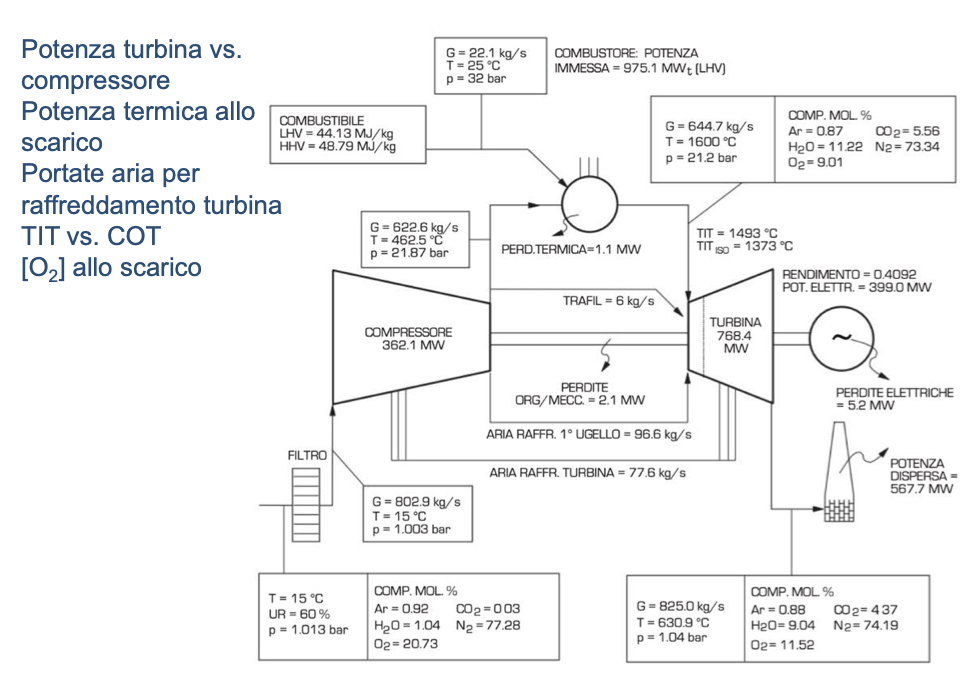 Potenza turbina vs.
compressore
Potenza termica allo
scarico
Portate aria per
raffreddamento turbina
TIT vs. COT
[O₂] allo scarico
G = 22.1 kg/s
T = 25 °C
p = 32 bar
COMBUSTORE: POTENZA
IMMESSA = 975.1 MWt (LHV)
COMBUSTIBILE
LHV = 44.13 MJ/kg
HHV = 48.79 MJ/kg
G = 644.7 kg/s
T = 1600 °C
p = 21.2 bar
COMP. MOL. %
Ar = 0.87 CO₂ = 5.56
H₂O = 11.22 N₂ = 73.34
O₂ = 9.01
G = 622.6 kg/s
T = 462.5 °C
p = 21.87 bar
PERD.TERMICA=1.1 MW
TIT = 1493 °C
TIT ISO = 1373 °C
RENDIMENTO = 0.4092
POT. ELETTR. = 399.0 MW
TRAFIL = 6 kg/s
COMPRESSORE
362.1 MW
TURBINA
768.4
MW
~
PERDITE
ORG/MECC. = 2.1 MW
PERDITE ELETTRICHE
= 5.2 MW
ARIA RAFFR. 1° UGELLO = 96.6 kg/s
FILTRO
ARIA RAFFR. TURBINA = 77.6 kg/s
POTENZA
DISPERSA =
567.7 MW
G = 802.9 kg/s
T = 15 °C
p = 1.003 bar
T = 15 °C
UR = 60 %
p = 1.013 bar
COMP. MOL. %
Ar = 0.92 CO₂ = 0 03
H₂O = 1.04 N₂ = 77.28
O₂ = 20.73
G = 825.0 kg/s
T = 630.9 °C
p = 1.04 bar
COMP. MOL. %
Ar = 0.88 CO₂ = 4 37
H₂O = 9.04 N₂ = 74.19
O₂ = 11.52